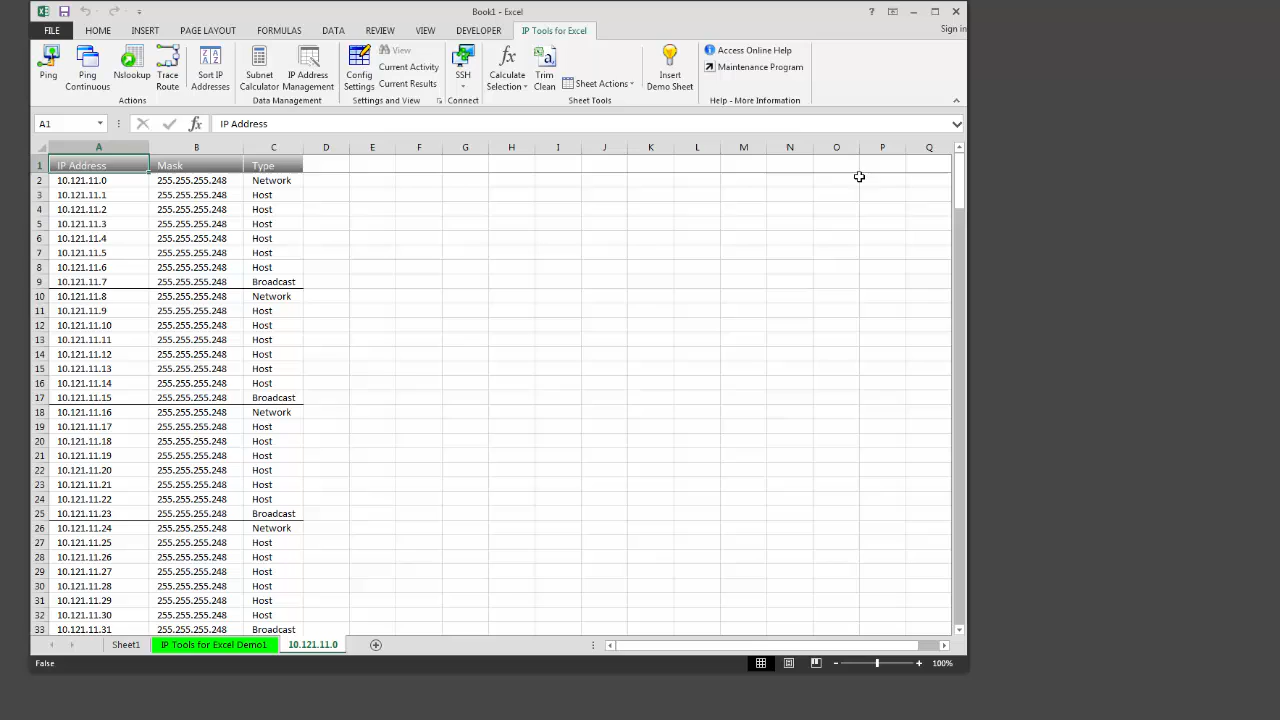 Book1 - Excel
FILE HOME INSERT PAGE LAYOUT FORMULAS DATA REVIEW VIEW DEVELOPER IP Tools for Excel Sign in
Ping
Ping Continuous
Nslookup
Trace Route
Sort IP Addresses
Actions
Subnet Calculator
IP Address Management
Data Management
Config Settings
View
Current Activity
Current Results
Settings and View
SSH
Connect
Calculate Selection
Trim Clean
Sheet Actions
Sheet Tools
Insert Demo Sheet
Access Online Help
Maintenance Program
Help - More Information
A1 fx IP Address
A B C D E F G H I J K L M N O P Q
1 IP Address Mask Type
2 10.121.11.0 255.255.255.248 Network
3 10.121.11.1 255.255.255.248 Host
4 10.121.11.2 255.255.255.248 Host
5 10.121.11.3 255.255.255.248 Host
6 10.121.11.4 255.255.255.248 Host
7 10.121.11.5 255.255.255.248 Host
8 10.121.11.6 255.255.255.248 Host
9 10.121.11.7 255.255.255.248 Broadcast
10 10.121.11.8 255.255.255.248 Network
11 10.121.11.9 255.255.255.248 Host
12 10.121.11.10 255.255.255.248 Host
13 10.121.11.11 255.255.255.248 Host
14 10.121.11.12 255.255.255.248 Host
15 10.121.11.13 255.255.255.248 Host
16 10.121.11.14 255.255.255.248 Host
17 10.121.11.15 255.255.255.248 Broadcast
18 10.121.11.16 255.255.255.248 Network
19 10.121.11.17 255.255.255.248 Host
20 10.121.11.18 255.255.255.248 Host
21 10.121.11.19 255.255.255.248 Host
22 10.121.11.20 255.255.255.248 Host
23 10.121.11.21 255.255.255.248 Host
24 10.121.11.22 255.255.255.248 Host
25 10.121.11.23 255.255.255.248 Broadcast
26 10.121.11.24 255.255.255.248 Network
27 10.121.11.25 255.255.255.248 Host
28 10.121.11.26 255.255.255.248 Host
29 10.121.11.27 255.255.255.248 Host
30 10.121.11.28 255.255.255.248 Host
31 10.121.11.29 255.255.255.248 Host
32 10.121.11.30 255.255.255.248 Host
33 10.121.11.31 255.255.255.248 Broadcast
Sheet1 IP Tools for Excel Demo1 10.121.11.0
False 100%